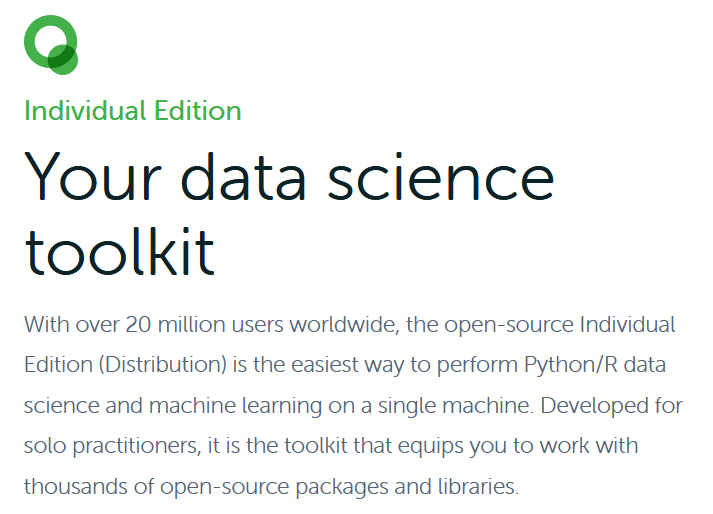 Individual Edition
Your data science
toolkit
With over 20 million users worldwide, the open-source Individual
Edition (Distribution) is the easiest way to perform Python/R data
science and machine learning on a single machine. Developed for
solo practitioners, it is the toolkit that equips you to work with
thousands of open-source packages and libraries.